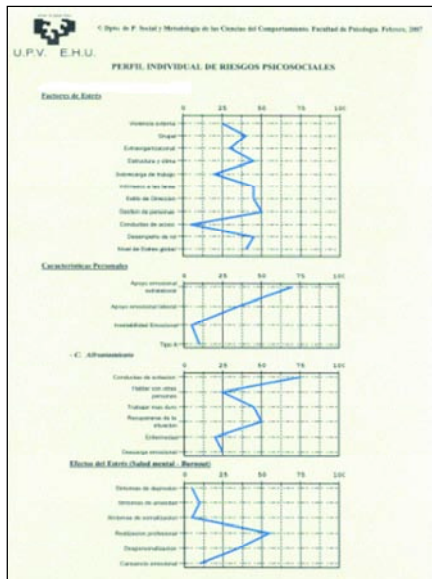 © Dpto. de P. Social y Metodología de las Ciencias del Comportamiento. Facultad de Psicología. Febrero, 2007
U.P.V. E.H.U.
PERFIL INDIVIDUAL DE RIESGOS PSICOSOCIALES
Factores de Estrés
0 25 50 75 100
Violencia externa
Grupal
Extraorganizacional
Estructura y clima
Sobrecarga de trabajo
Estilo de Dirección
Gestión de personas
Conductas de acoso
Desempeño de rol
Nivel de Estrés global
Características Personales
0 25 50 75 100
Apoyo emocional
extralaboral
Apoyo emocional laboral
Inestabilidad Emocional
Tipo A
- C. Afrontamiento
0 25 50 75 100
Conductas de evitación
Hablar con otras
personas
Trabajar mas duro
Recuperarse de la
situación
Enfermedad
Descarga emocional
Efectos del Estrés (Salud mental - Burnout)
0 25 50 75 100
Síntomas de depresión
Síntomas de ansiedad
Síntomas de somatización
Realización profesional
Despersonalización
Cansancio emocional